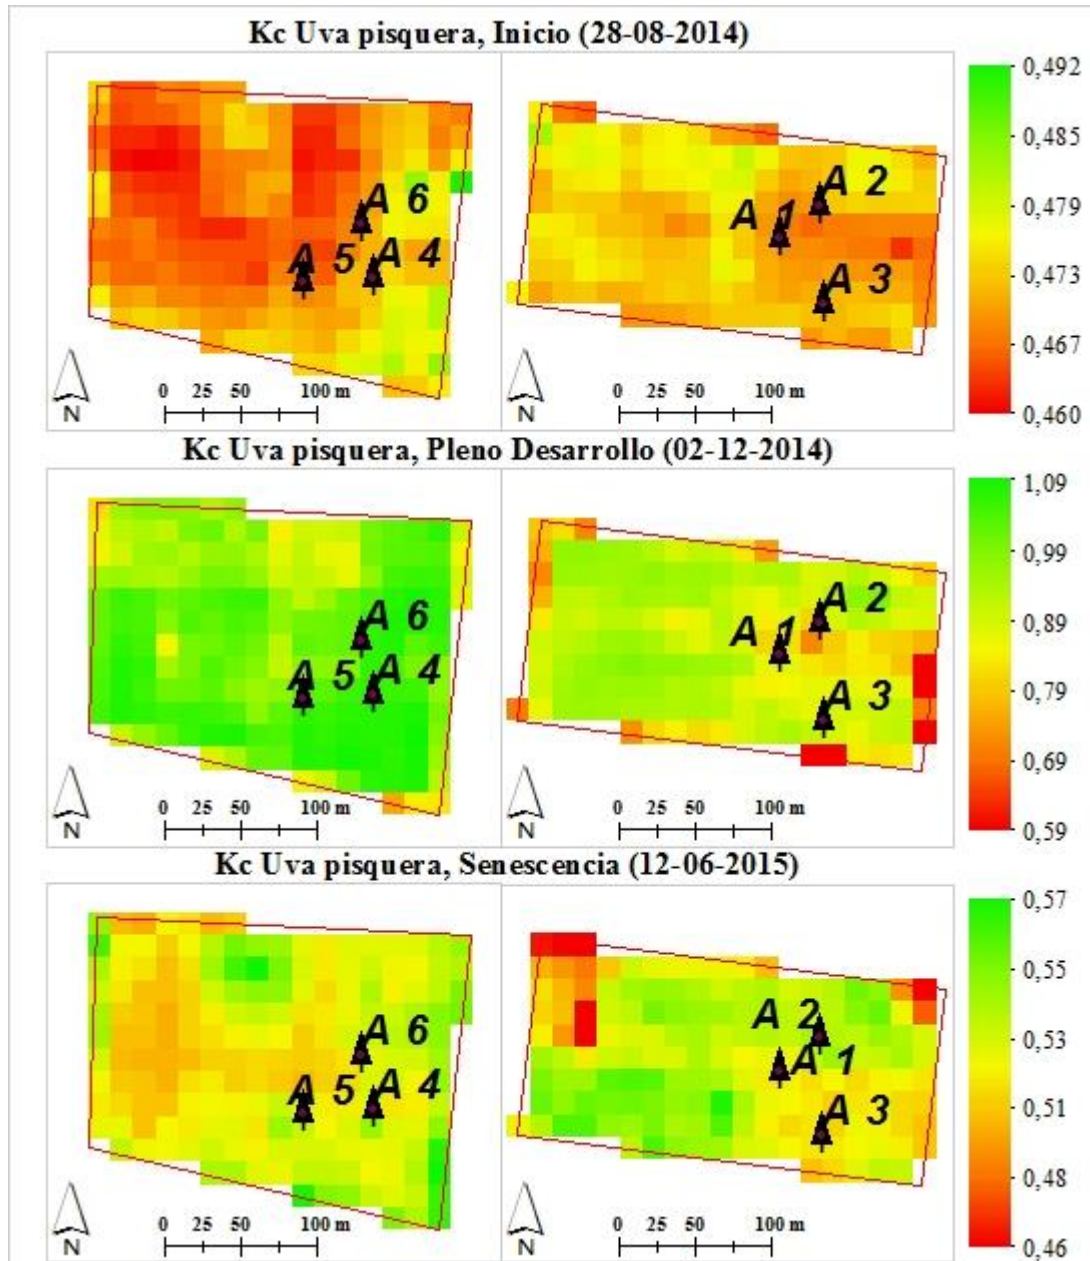 Kc Uva pisquera, Inicio (28-08-2014)
A 6
A 5
A 4
N
0 25 50 100 m
A 2
A 1
A 3
N
0 25 50 100 m
0,492
0,485
0,479
0,473
0,467
0,460
Kc Uva pisquera, Pleno Desarrollo (02-12-2014)
A 6
A 5
A 4
N
0 25 50 100 m
A 2
A 1
A 3
N
0 25 50 100 m
1,09
0,99
0,89
0,79
0,69
0,59
Kc Uva pisquera, Senescencia (12-06-2015)
A 6
A 5
A 4
N
0 25 50 100 m
A 2
A 1
A 3
N
0 25 50 100 m
0,57
0,55
0,53
0,51
0,48
0,46